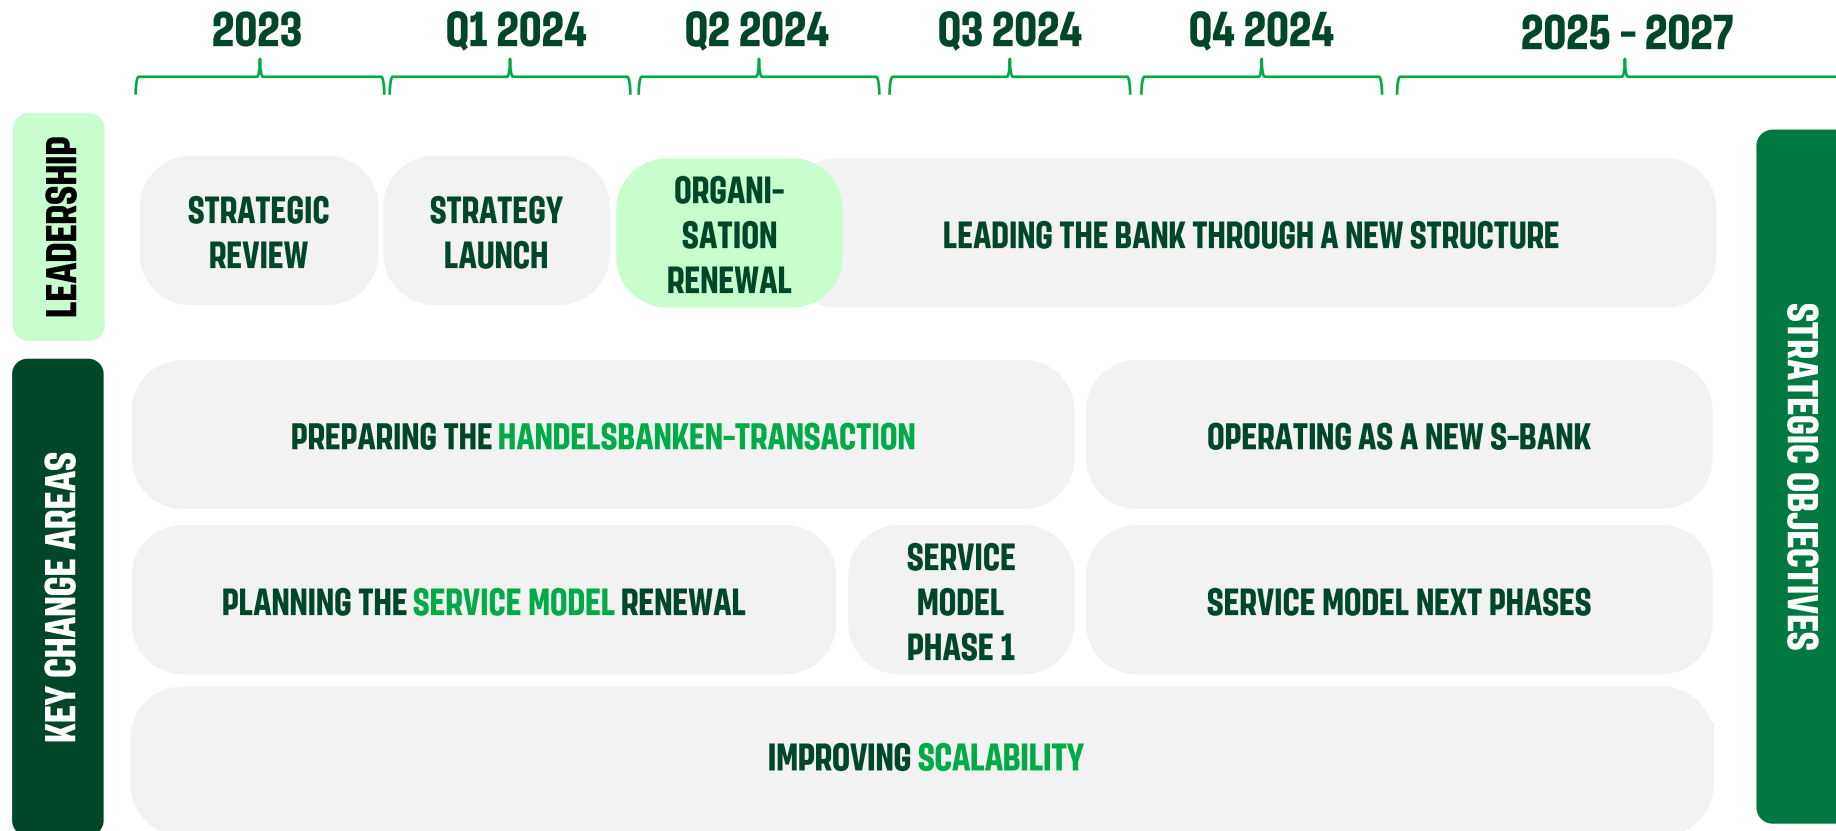 2023
Q1 2024
Q2 2024
Q3 2024
Q4 2024
2025 - 2027
LEADERSHIP
STRATEGIC
REVIEW
STRATEGY
LAUNCH
ORGANI-
SATION
RENEWAL
LEADING THE BANK THROUGH A NEW STRUCTURE
KEY CHANGE AREAS
PREPARING THE HANDELSBANKEN-TRANSACTION
OPERATING AS A NEW S-BANK
PLANNING THE SERVICE MODEL RENEWAL
SERVICE
MODEL
PHASE 1
SERVICE MODEL NEXT PHASES
IMPROVING SCALABILITY
STRATEGIC OBJECTIVES